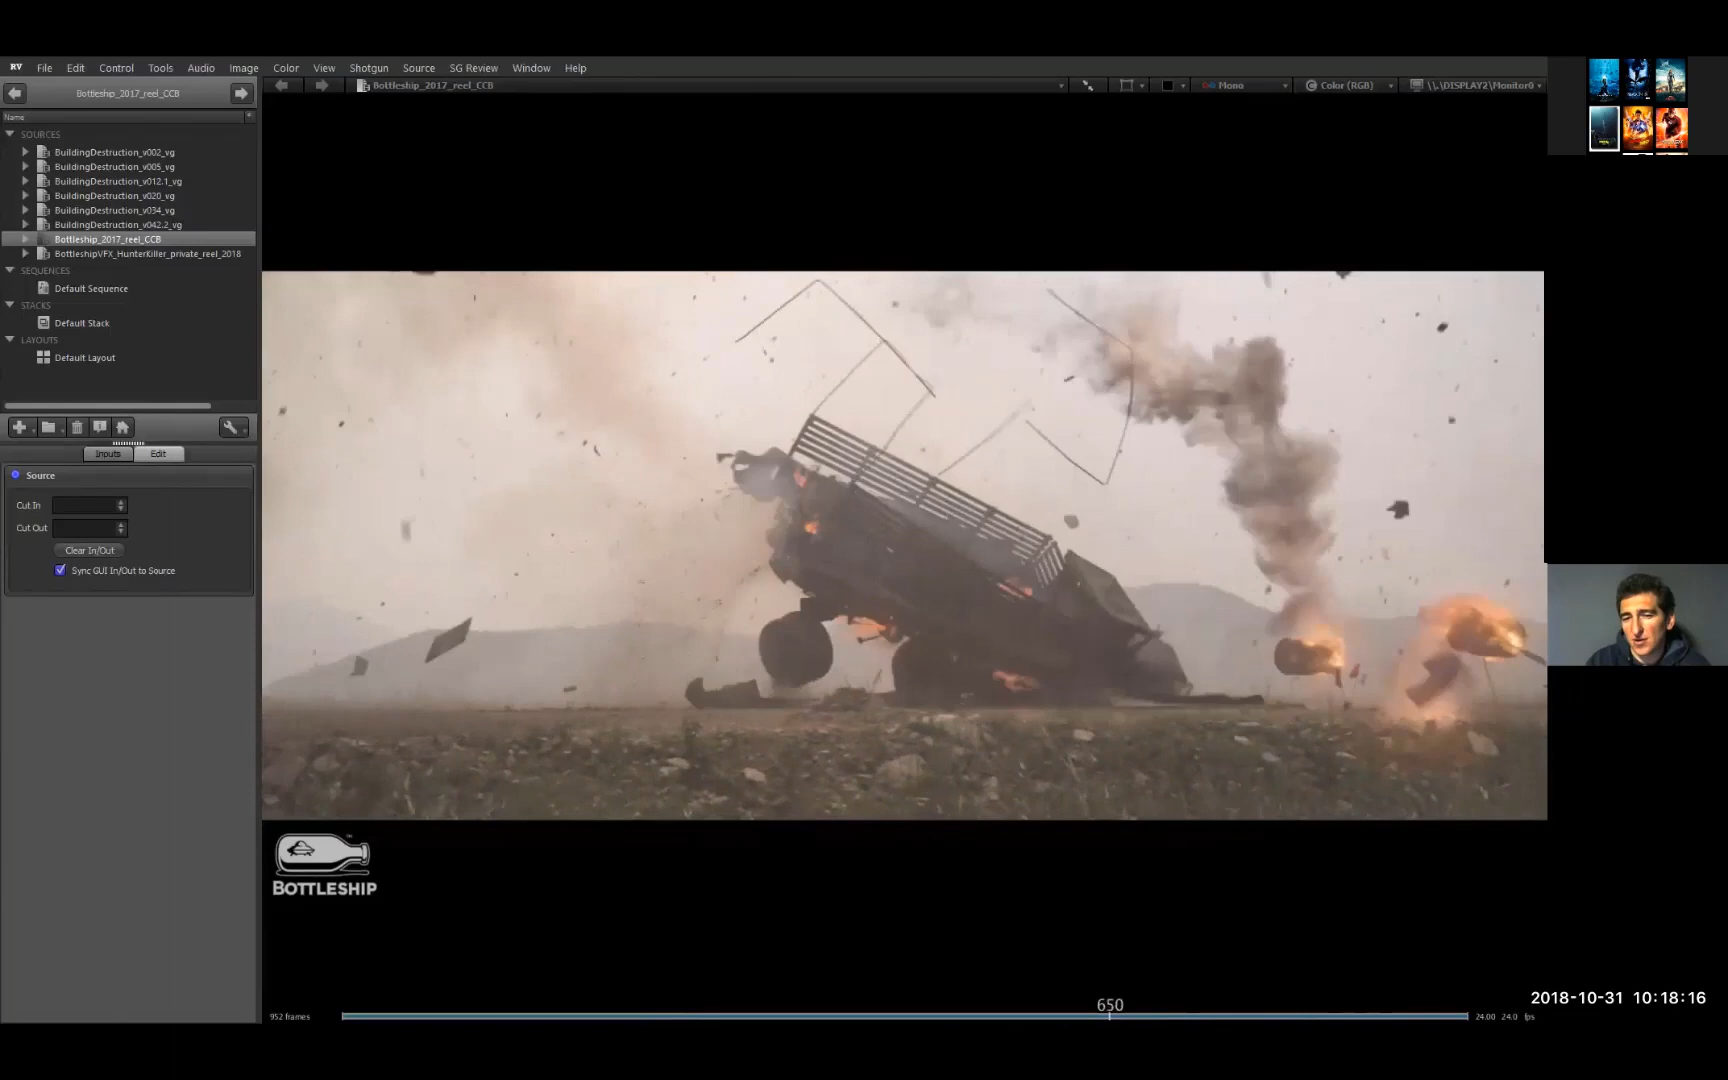 RV File Edit Control Tools Audio Image Color View Shotgun Source SG Review Window Help
Bottleship_2017_reel_CCB
Bottleship_2017_reel_CCB
Mono
Color (RGB)
\\.\DISPLAY2\Monitor0
Name
SOURCES
BuildingDestruction_v002_vg
BuildingDestruction_v005_vg
BuildingDestruction_v012.1_vg
BuildingDestruction_v020_vg
BuildingDestruction_v034_vg
BuildingDestruction_v042.2_vg
Bottleship_2017_reel_CCB
BottleshipVFX_HunterKiller_private_reel_2018
SEQUENCES
Default Sequence
STACKS
Default Stack
LAYOUTS
Default Layout
Inputs Edit
Source
Cut In
Cut Out
Clear In/Out
Sync GUI In/Out to Source
TM
BOTTLESHIP
2018-10-31 10:18:16
650
952 frames
24.00 24.0 fps